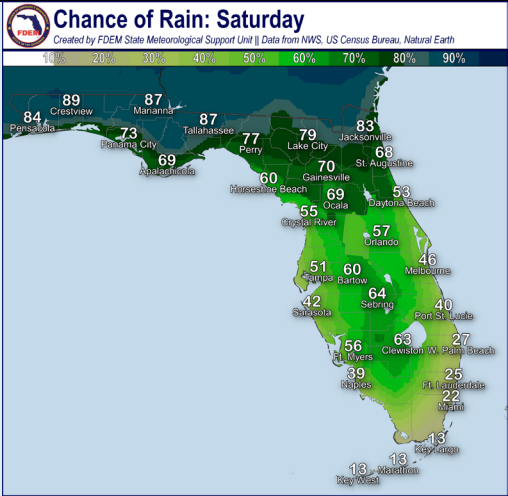 Chance of Rain: Saturday
Created by FDEM State Meteorological Support Unit || Data from NWS, US Census Bureau, Natural Earth
FDEM
10% 20% 30% 40% 50% 60% 70% 80% 90%
89
Crestview
87
Marianna
84
Pensacola
87
Tallahassee
73
Panama City
69
Apalachicola
77
Perry
79
Lake City
83
Jacksonville
68
St. Augustine
70
Gainesville
60
Horseshoe Beach
69
Ocala
53
Daytona Beach
55
Crystal River
57
Orlando
51
Tampa
60
Bartow
46
Melbourne
64
Sebring
42
Sarasota
40
Port St. Lucie
56
Ft. Myers
63
Clewiston
27
W. Palm Beach
39
Naples
25
Ft. Lauderdale
22
Miami
13
Key Largo
13
Marathon
13
Key West